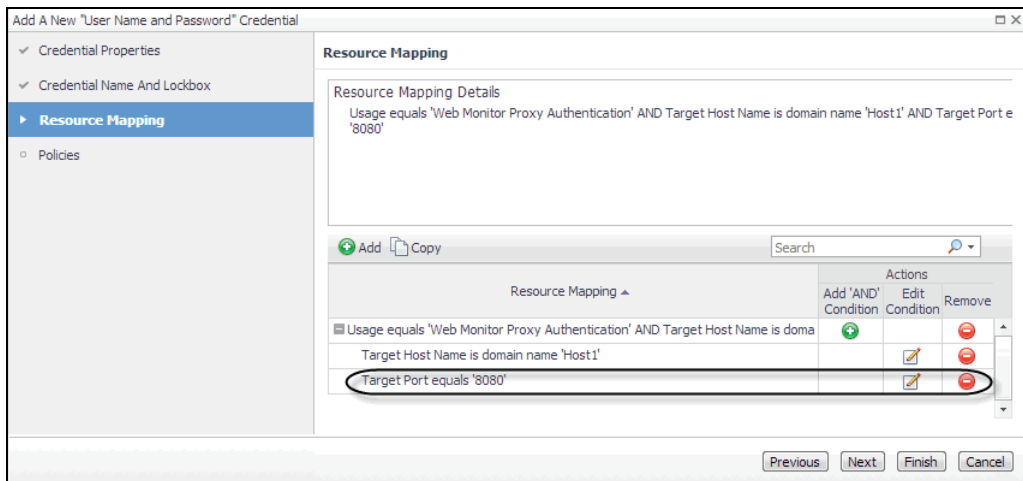 Add A New "User Name and Password" Credential
Credential Properties
Credential Name And Lockbox
Resource Mapping
Policies
Resource Mapping
Resource Mapping Details
Usage equals 'Web Monitor Proxy Authentication' AND Target Host Name is domain name 'Host1' AND Target Port e
'8080'
Add Copy Search
Actions
Resource Mapping Add 'AND' Condition Edit Condition Remove
Usage equals 'Web Monitor Proxy Authentication' AND Target Host Name is doma
Target Host Name is domain name 'Host1'
Target Port equals '8080'
Previous Next Finish Cancel